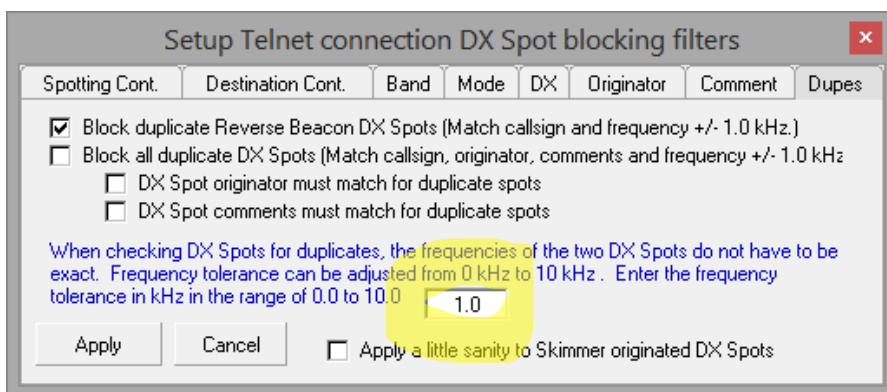 Setup Telnet connection DX Spot blocking filters
Spotting Cont. Destination Cont. Band Mode DX Originator Comment Dupes
Block duplicate Reverse Beacon DX Spots (Match callsign and frequency +/- 1.0 kHz.)
Block all duplicate DX Spots (Match callsign, originator, comments and frequency +/- 1.0 kHz
DX Spot originator must match for duplicate spots
DX Spot comments must match for duplicate spots
When checking DX Spots for duplicates, the frequencies of the two DX Spots do not have to be
exact. Frequency tolerance can be adjusted from 0 kHz to 10 kHz . Enter the frequency
tolerance in kHz in the range of 0.0 to 10.0 1.0
Apply Cancel Apply a little sanity to Skimmer originated DX Spots